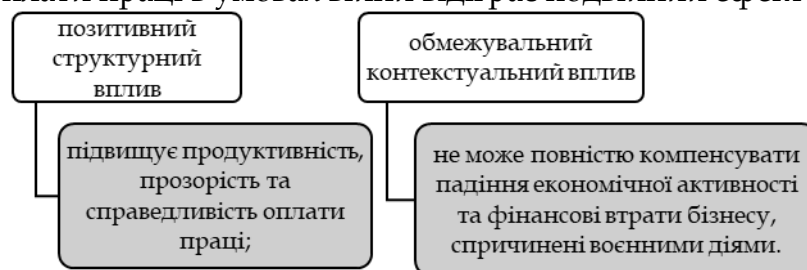 в умовах
позитивний
структурний
вплив
підвищує продуктивність,
прозорість та
справедливість оплати
праці;
обмежувальний
контекстуальний вплив
не може повністю компенсувати
падіння економічної активності
та фінансові втрати бізнесу,
спричинені воєнними діями.